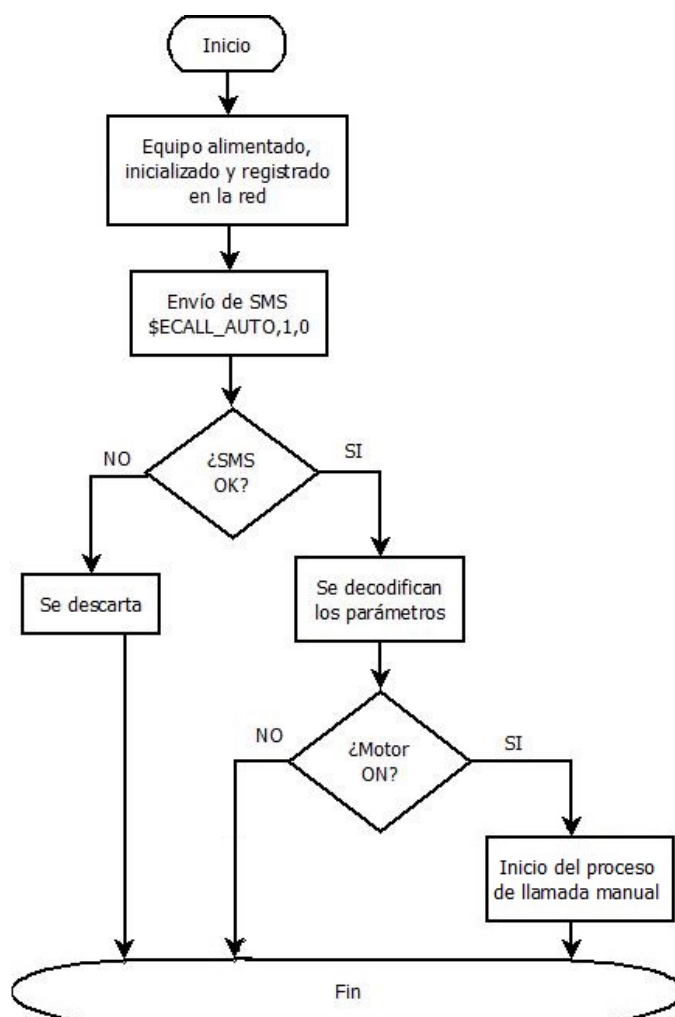 Inicio
Equipo alimentado,
inicializado y registrado
en la red
Envío de SMS
$ECALL_AUTO,1,0
¿SMS
OK?
NO
SI
Se descarta
Se decodifican
los parámetros
¿Motor
ON?
NO
SI
Inicio del proceso
de llamada manual
Fin